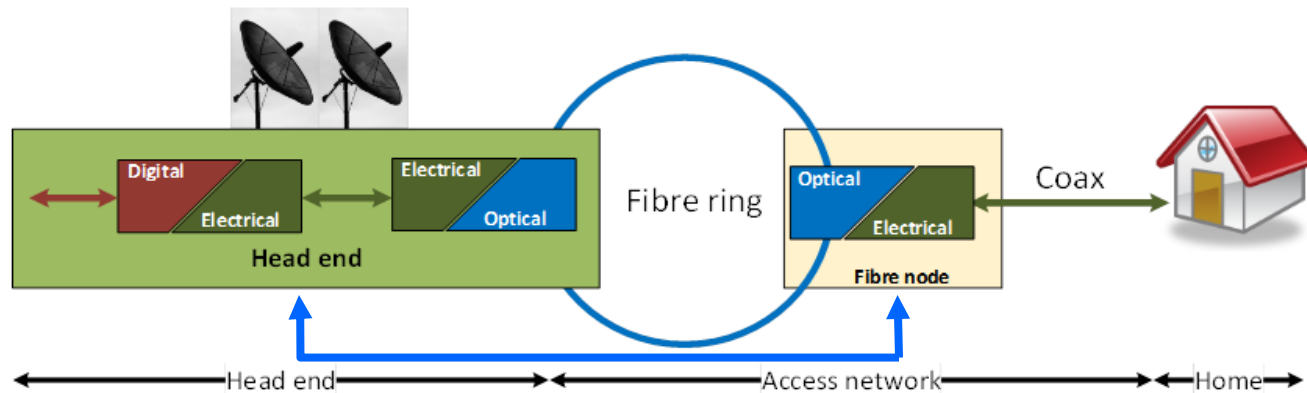 Digital
Electrical
Electrical
Optical
Head end
Fibre ring
Optical
Electrical
Fibre node
Coax
Head end
Access network
Home